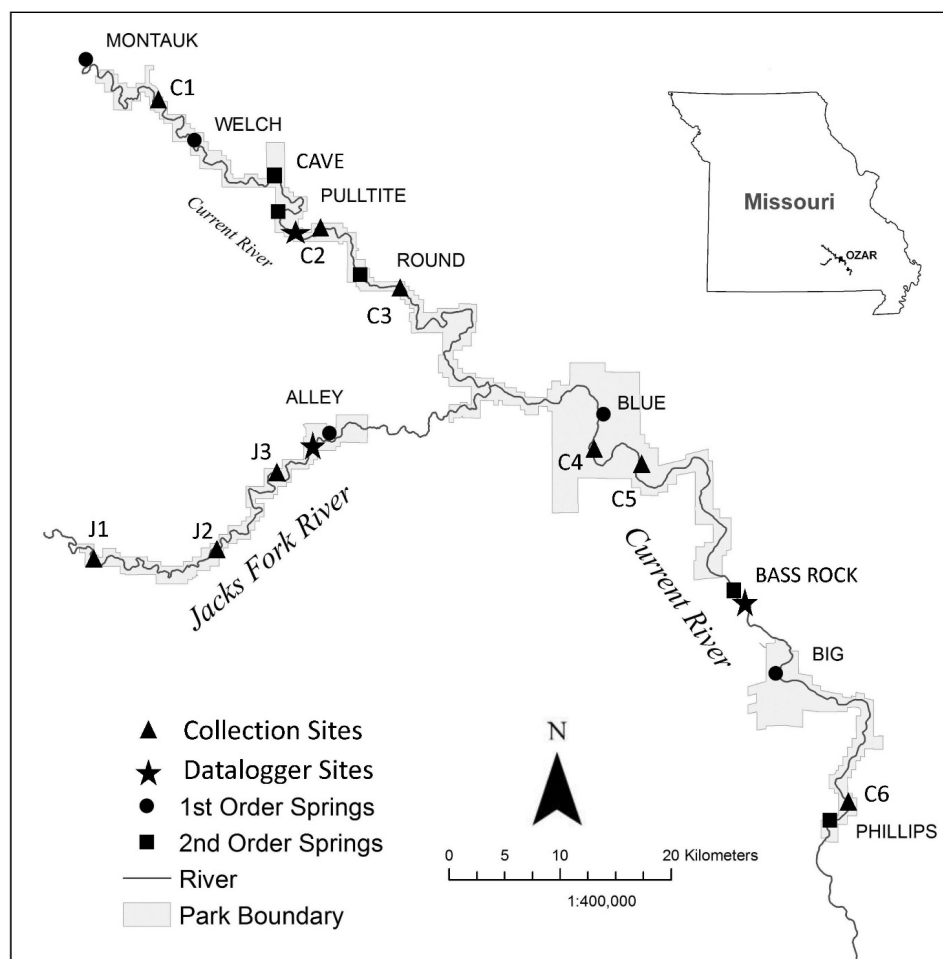 MONTAUK
C1
WELCH
CAVE
PULLTITE
Current River
C2
ROUND
C3
Missouri
OZAR
ALLEY
BLUE
J3
C4
C5
J1
J2
Jacks Fork River
Current River
BASS ROCK
BIG
C6
PHILLIPS
Collection Sites
Datalogger Sites
1st Order Springs
2nd Order Springs
River
Park Boundary
N
0 5 10 20 Kilometers
1:400,000